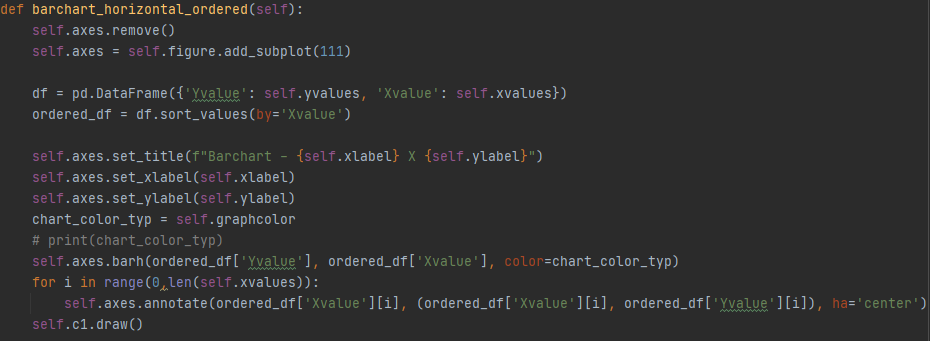 def barchart_horizontal_ordered(self):
    self.axes.remove()
    self.axes = self.figure.add_subplot(111)

    df = pd.DataFrame({'Yvalue': self.yvalues, 'Xvalue': self.xvalues})
    ordered_df = df.sort_values(by='Xvalue')

    self.axes.set_title(f"Barchart - {self.xlabel} X {self.ylabel}")
    self.axes.set_xlabel(self.xlabel)
    self.axes.set_ylabel(self.ylabel)
    chart_color_typ = self.graphcolor
    # print(chart_color_typ)
    self.axes.barh(ordered_df['Yvalue'], ordered_df['Xvalue'], color=chart_color_typ)
    for i in range(0,len(self.xvalues)):
        self.axes.annotate(ordered_df['Xvalue'][i], (ordered_df['Xvalue'][i], ordered_df['Yvalue'][i]), ha='center')
    self.c1.draw()